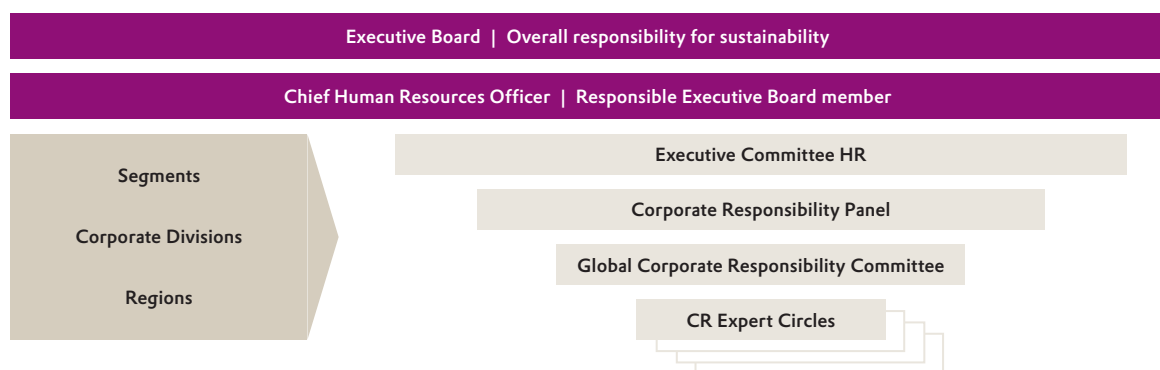 Executive Board | Overall responsibility for sustainability
Chief Human Resources Officer | Responsible Executive Board member
Segments
Corporate Divisions
Regions
Executive Committee HR
Corporate Responsibility Panel
Global Corporate Responsibility Committee
CR Expert Circles